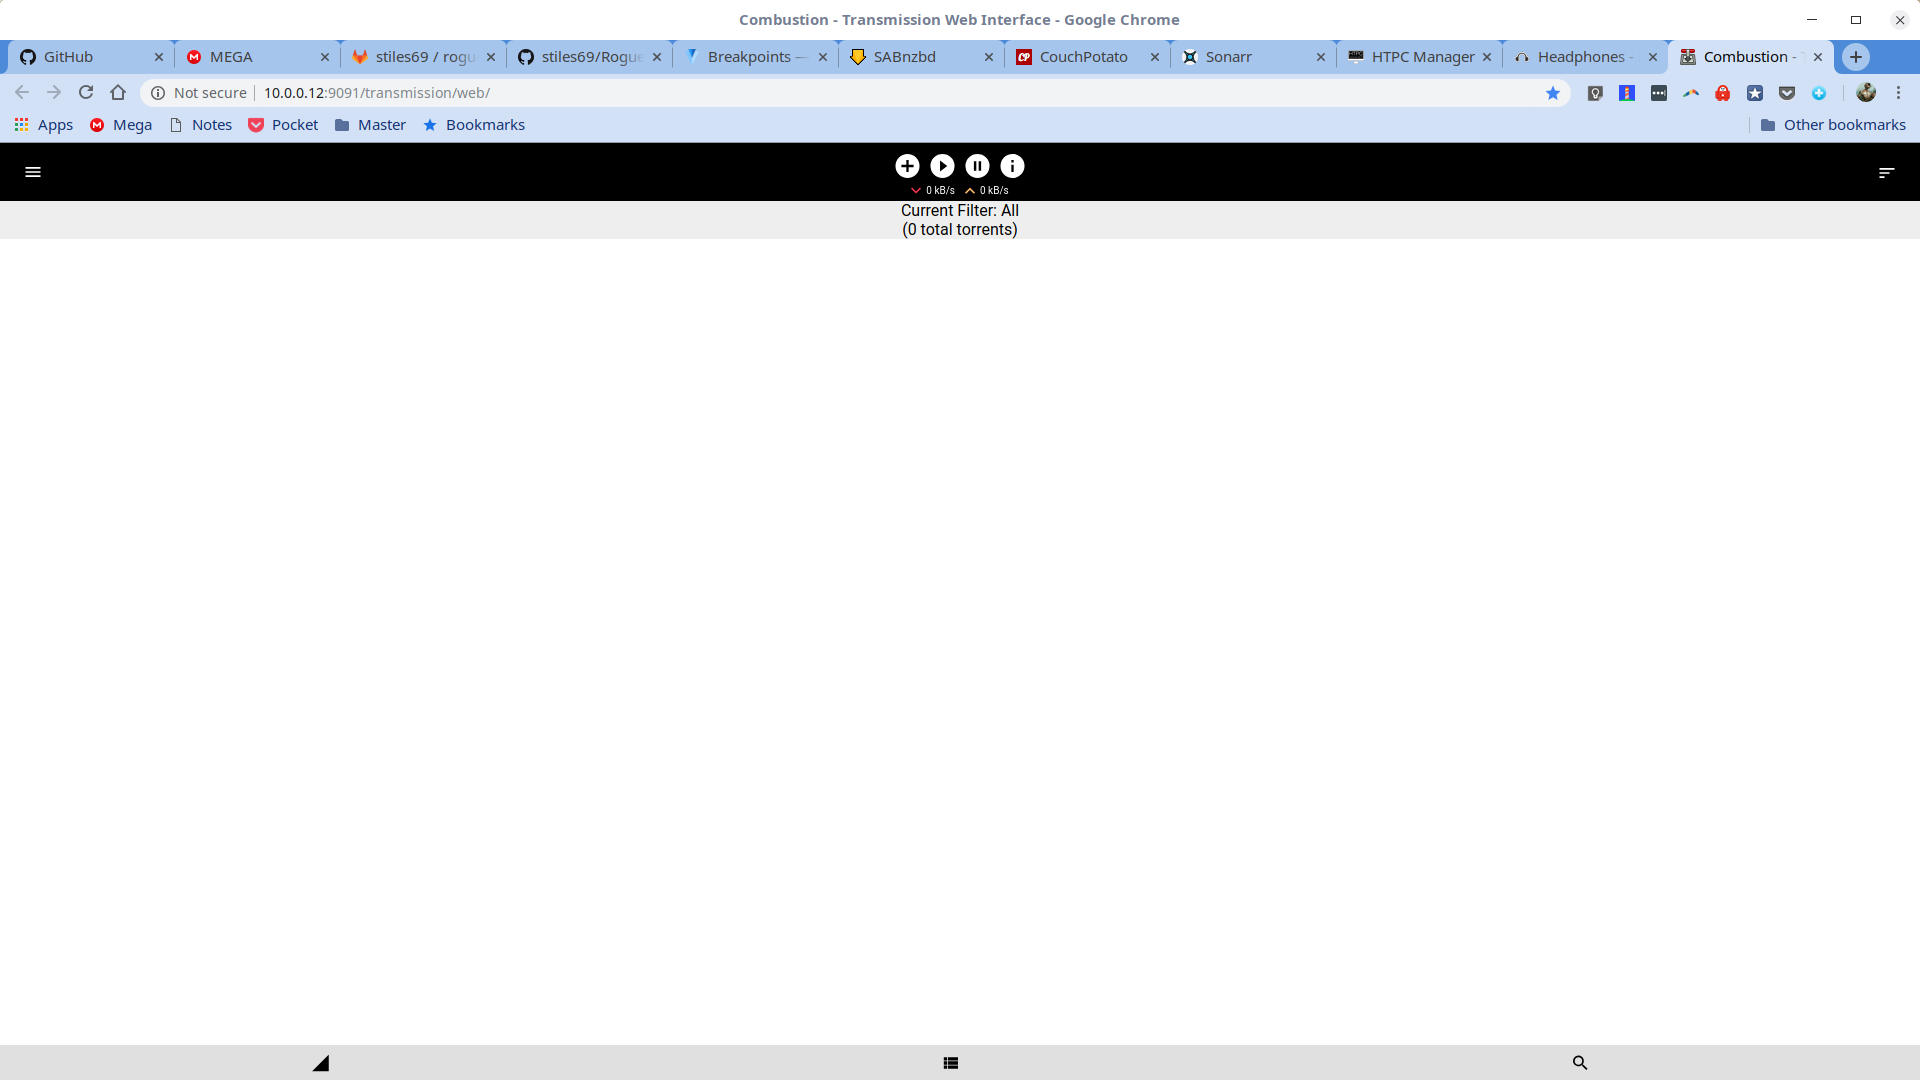 Combustion - Transmission Web Interface - Google Chrome
GitHub MEGA stiles69 / rogu stiles69/Rogue Breakpoints — SABnzbd CouchPotato Sonarr HTPC Manager Headphones - Combustion -
Not secure 10.0.0.12:9091/transmission/web/
Apps Mega Notes Pocket Master Bookmarks Other bookmarks
0 kB/s 0 kB/s
Current Filter: All
(0 total torrents)